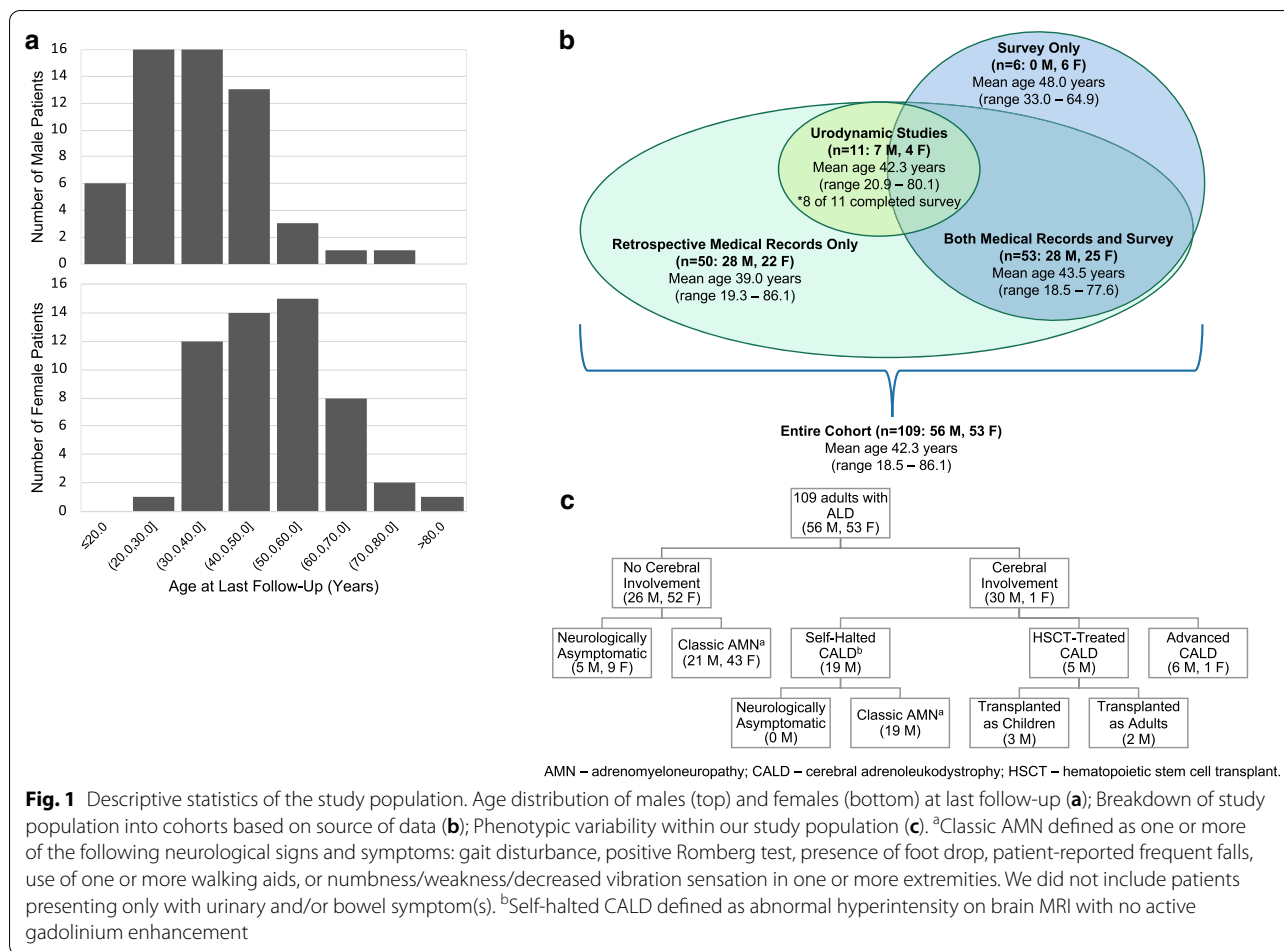 a
16
14
12
10
8
6
4
2
0
Number of Male Patients
16
14
12
10
8
6
4
2
0
Number of Female Patients
≤20.0
(20.0,30.0]
(30.0,40.0]
(40.0,50.0]
(50.0,60.0]
(60.0,70.0]
(70.0,80.0]
>80.0
Age at Last Follow-Up (Years)
b
Survey Only
(n=6: 0 M, 6 F)
Mean age 48.0 years
(range 33.0 – 64.9)
Urodynamic Studies
(n=11: 7 M, 4 F)
Mean age 42.3 years
(range 20.9 – 80.1)
*8 of 11 completed survey
Retrospective Medical Records Only
(n=50: 28 M, 22 F)
Mean age 39.0 years
(range 19.3 – 86.1)
Both Medical Records and Survey
(n=53: 28 M, 25 F)
Mean age 43.5 years
(range 18.5 – 77.6)
Entire Cohort (n=109: 56 M, 53 F)
Mean age 42.3 years
(range 18.5 – 86.1)
c
109 adults with
ALD
(56 M, 53 F)
No Cerebral
Involvement
(26 M, 52 F)
Cerebral
Involvement
(30 M, 1 F)
Neurologically
Asymptomatic
(5 M, 9 F)
Classic AMNᵃ
(21 M, 43 F)
Self-Halted
CALDᵇ
(19 M)
HSCT-Treated
CALD
(5 M)
Advanced
CALD
(6 M, 1 F)
Neurologically
Asymptomatic
(0 M)
Classic AMNᵃ
(19 M)
Transplanted
as Children
(3 M)
Transplanted
as Adults
(2 M)
AMN – adrenomyeloneuropathy; CALD – cerebral adrenoleukodystrophy; HSCT – hematopoietic stem cell transplant.
Fig. 1 Descriptive statistics of the study population. Age distribution of males (top) and females (bottom) at last follow-up (a); Breakdown of study
population into cohorts based on source of data (b); Phenotypic variability within our study population (c). ᵃClassic AMN defined as one or more
of the following neurological signs and symptoms: gait disturbance, positive Romberg test, presence of foot drop, patient-reported frequent falls,
use of one or more walking aids, or numbness/weakness/decreased vibration sensation in one or more extremities. We did not include patients
presenting only with urinary and/or bowel symptom(s). ᵇSelf-halted CALD defined as abnormal hyperintensity on brain MRI with no active
gadolinium enhancement